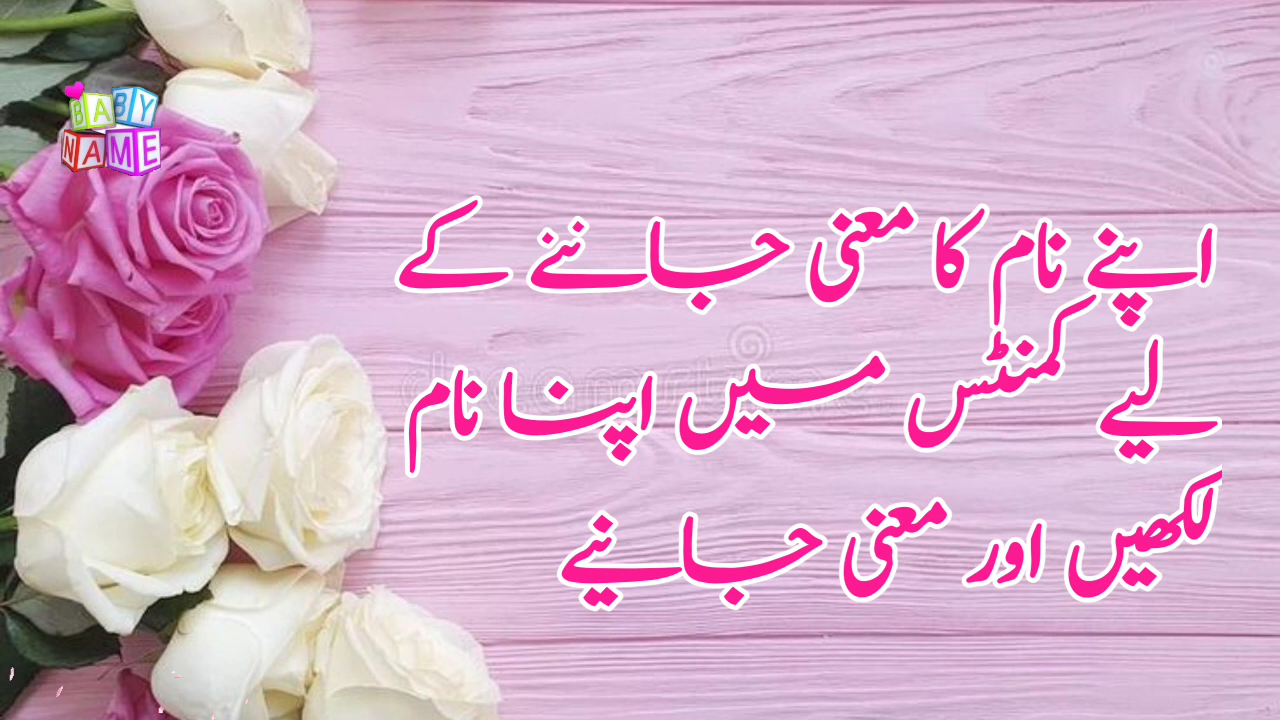 BABY
NAME
اپنے نام کا معنی جاننے کے
لیے کمنٹس میں اپنا نام
لکھیں اور معنی جانیے